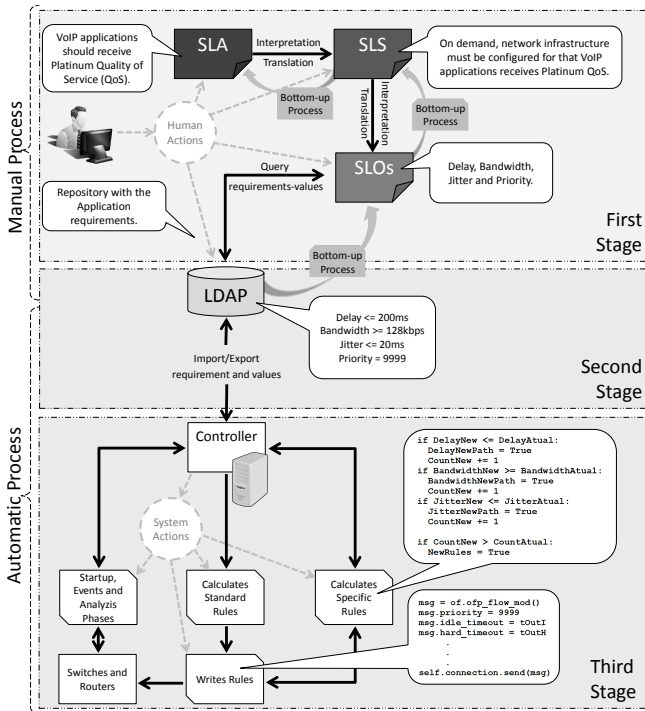 VoIP applications
should receive
Platinum Quality of
Service (QoS).
SLA
Interpretation
Translation
SLS
On demand, network infrastructure
must be configured for that VoIP
applications receives Platinum QoS.
Bottom-up
Process
Interpretation
Translation
Bottom-up
Process
Human
Actions
Manual Process
Query
requirements-values
SLOs
Delay, Bandwidth,
Jitter and Priority.
Repository with the
Application
requirements.
First
Stage
Bottom-up
Process
LDAP
Delay <= 200ms
Bandwidth >= 128kbps
Jitter <= 20ms
Priority = 9999
Import/Export
requirement and values
Second
Stage
Automatic Process
Controller
if DelayNew <= DelayAtual:
DelayNewPath = True
CountNew += 1
if BandwidthNew >= BandwidthAtual:
BandwidthNewPath = True
CountNew += 1
if JitterNew <= JitterAtual:
JitterNewPath = True
CountNew += 1
if CountNew > CountAtual:
NewRules = True
System
Actions
Startup,
Events and
Analyzis
Phases
Calculates
Standard
Rules
Calculates
Specific
Rules
msg = of.ofp_flow_mod()
msg.priority = 9999
msg.idle_timeout = tOutI
msg.hard_timeout = tOutH
.
.
.
self.connection.send(msg)
Switches and
Routers
Writes Rules
Third
Stage